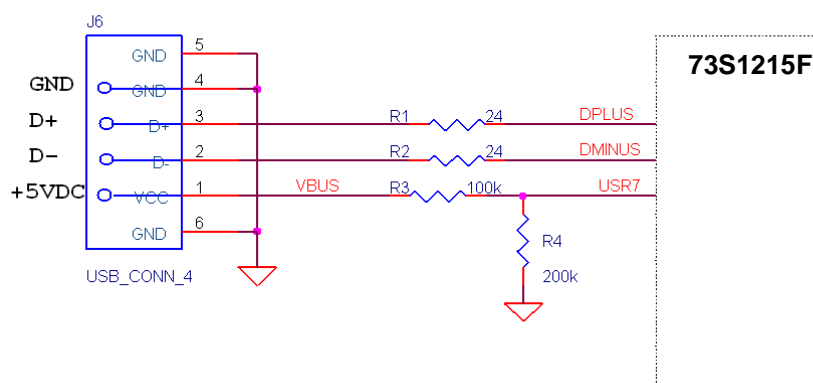 J6
73S1215F
GND 5
GND GND 4
D+ D+ 3 R1 24 DPLUS
D- D- 2 R2 24 DMINUS
+5VDC VCC 1 VBUS R3 100k USR7
GND 6
R4
200k
USB_CONN_4